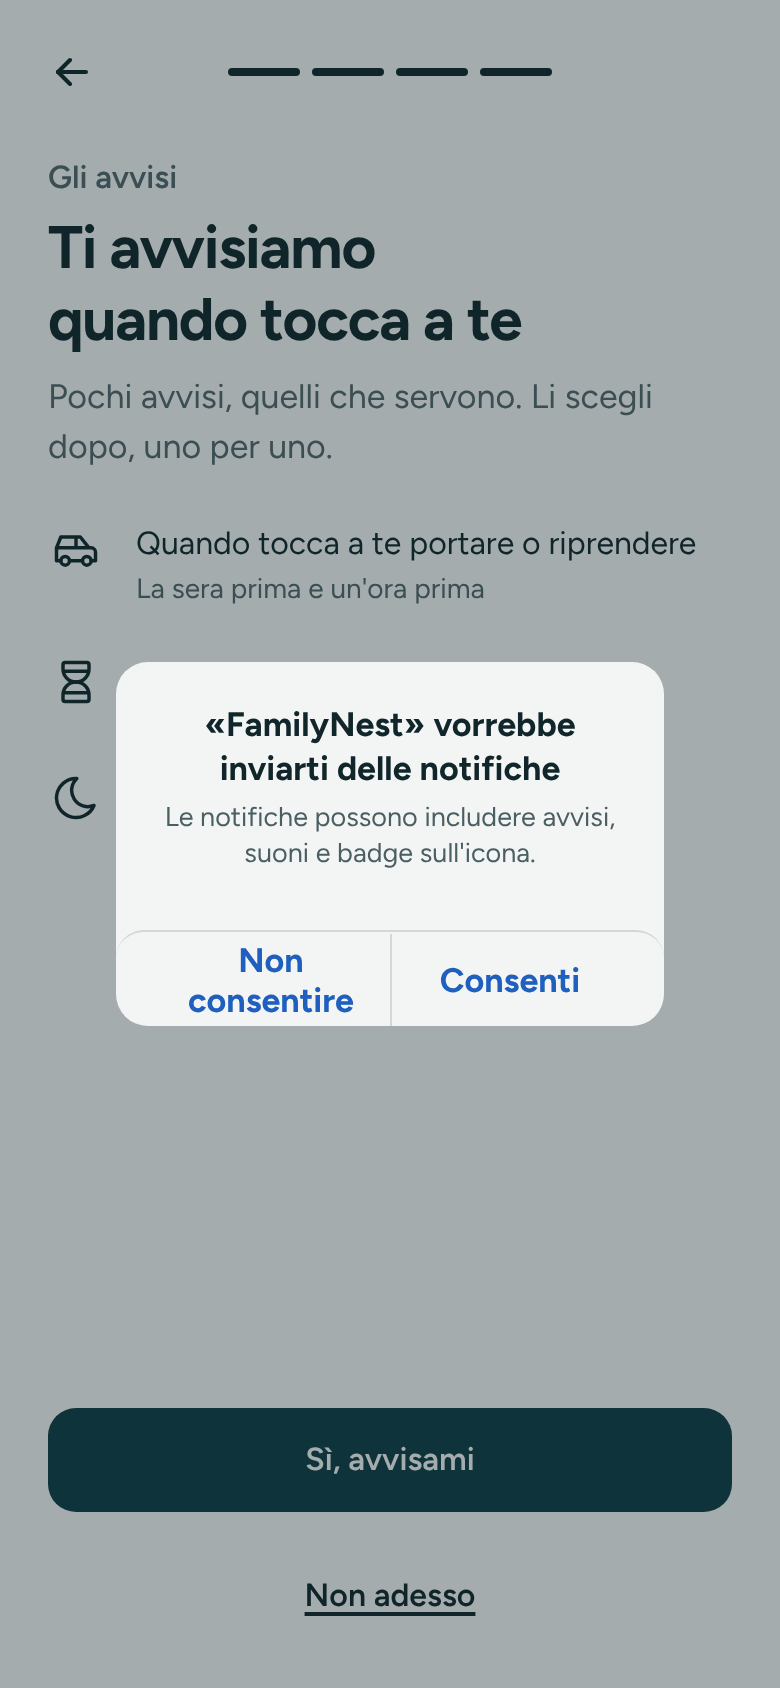 Gli avvisi
Ti avvisiamo
quando tocca a te
Pochi avvisi, quelli che servono. Li scegli
dopo, uno per uno.
Quando tocca a te portare o riprendere
La sera prima e un'ora prima
«FamilyNest» vorrebbe
inviarti delle notifiche
Le notifiche possono includere avvisi,
suoni e badge sull'icona.
Non
consentire
Consenti
Sì, avvisami
Non adesso